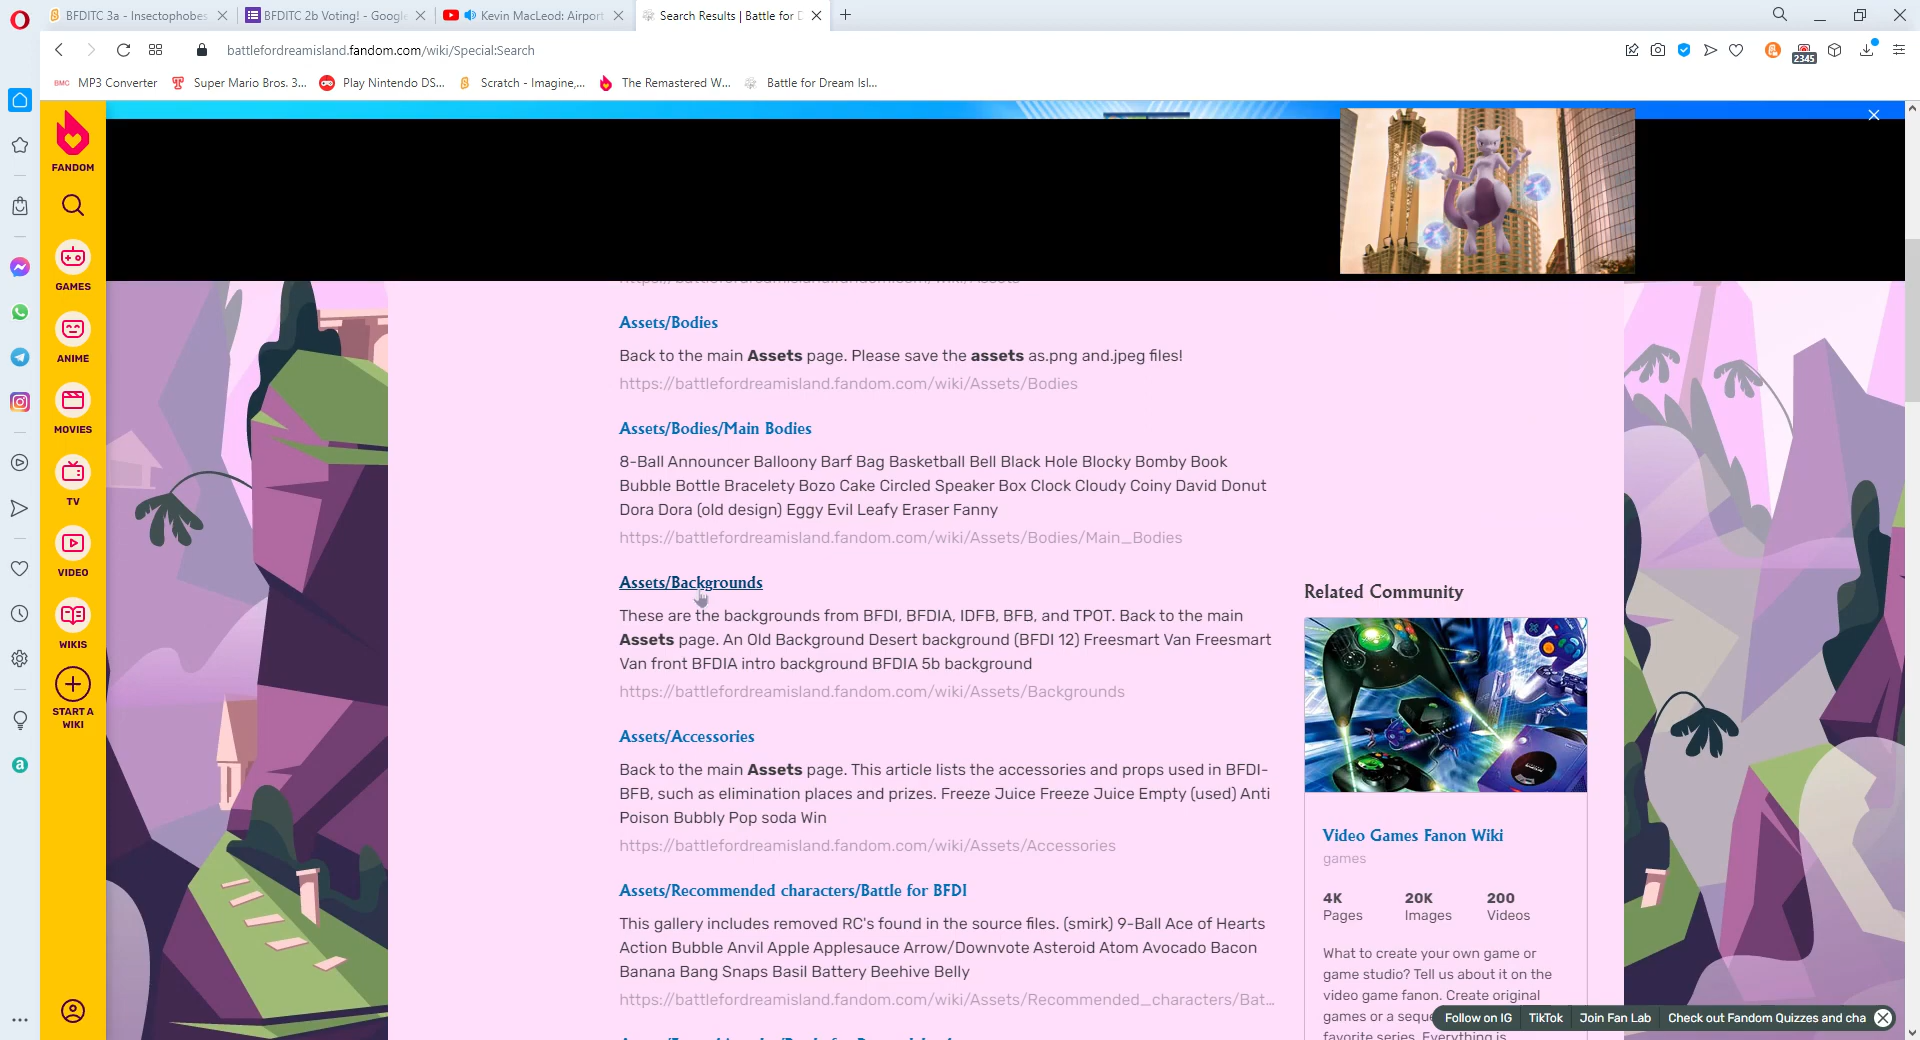 BFDITC 3a - Insectophobes
BFDITC 2b Voting! - Google
Kevin MacLeod: Airport
Search Results | Battle for D
battlefordreamisland.fandom.com/wiki/Special:Search
2345
BMC MP3 Converter
Super Mario Bros. 3...
Play Nintendo DS...
Scratch - Imagine,...
The Remastered W...
Battle for Dream Isl...
FANDOM
GAMES
ANIME
MOVIES
TV
VIDEO
WIKIS
START A
WIKI
https://battlefordreamisland.fandom.com/wiki/Assets
Assets/Bodies
Back to the main Assets page. Please save the assets as.png and.jpeg files!
https://battlefordreamisland.fandom.com/wiki/Assets/Bodies
Assets/Bodies/Main Bodies
8-Ball Announcer Balloony Barf Bag Basketball Bell Black Hole Blocky Bomby Book
Bubble Bottle Bracelety Bozo Cake Circled Speaker Box Clock Cloudy Coiny David Donut
Dora Dora (old design) Eggy Evil Leafy Eraser Fanny
https://battlefordreamisland.fandom.com/wiki/Assets/Bodies/Main_Bodies
Assets/Backgrounds
These are the backgrounds from BFDI, BFDIA, IDFB, BFB, and TPOT. Back to the main
Assets page. An Old Background Desert background (BFDI 12) Freesmart Van Freesmart
Van front BFDIA intro background BFDIA 5b background
https://battlefordreamisland.fandom.com/wiki/Assets/Backgrounds
Assets/Accessories
Back to the main Assets page. This article lists the accessories and props used in BFDI-
BFB, such as elimination places and prizes. Freeze Juice Freeze Juice Empty (used) Anti
Poison Bubbly Pop soda Win
https://battlefordreamisland.fandom.com/wiki/Assets/Accessories
Assets/Recommended characters/Battle for BFDI
This gallery includes removed RC's found in the source files. (smirk) 9-Ball Ace of Hearts
Action Bubble Anvil Apple Applesauce Arrow/Downvote Asteroid Atom Avocado Bacon
Banana Bang Snaps Basil Battery Beehive Belly
https://battlefordreamisland.fandom.com/wiki/Assets/Recommended_characters/Bat...
Related Community
Video Games Fanon Wiki
games
4K
Pages
20K
Images
200
Videos
What to create your own game or
game studio? Tell us about it on the
video game fanon. Create original
games or a seque
favorite series. Everything is
Follow on IG
TikTok
Join Fan Lab
Check out Fandom Quizzes and cha